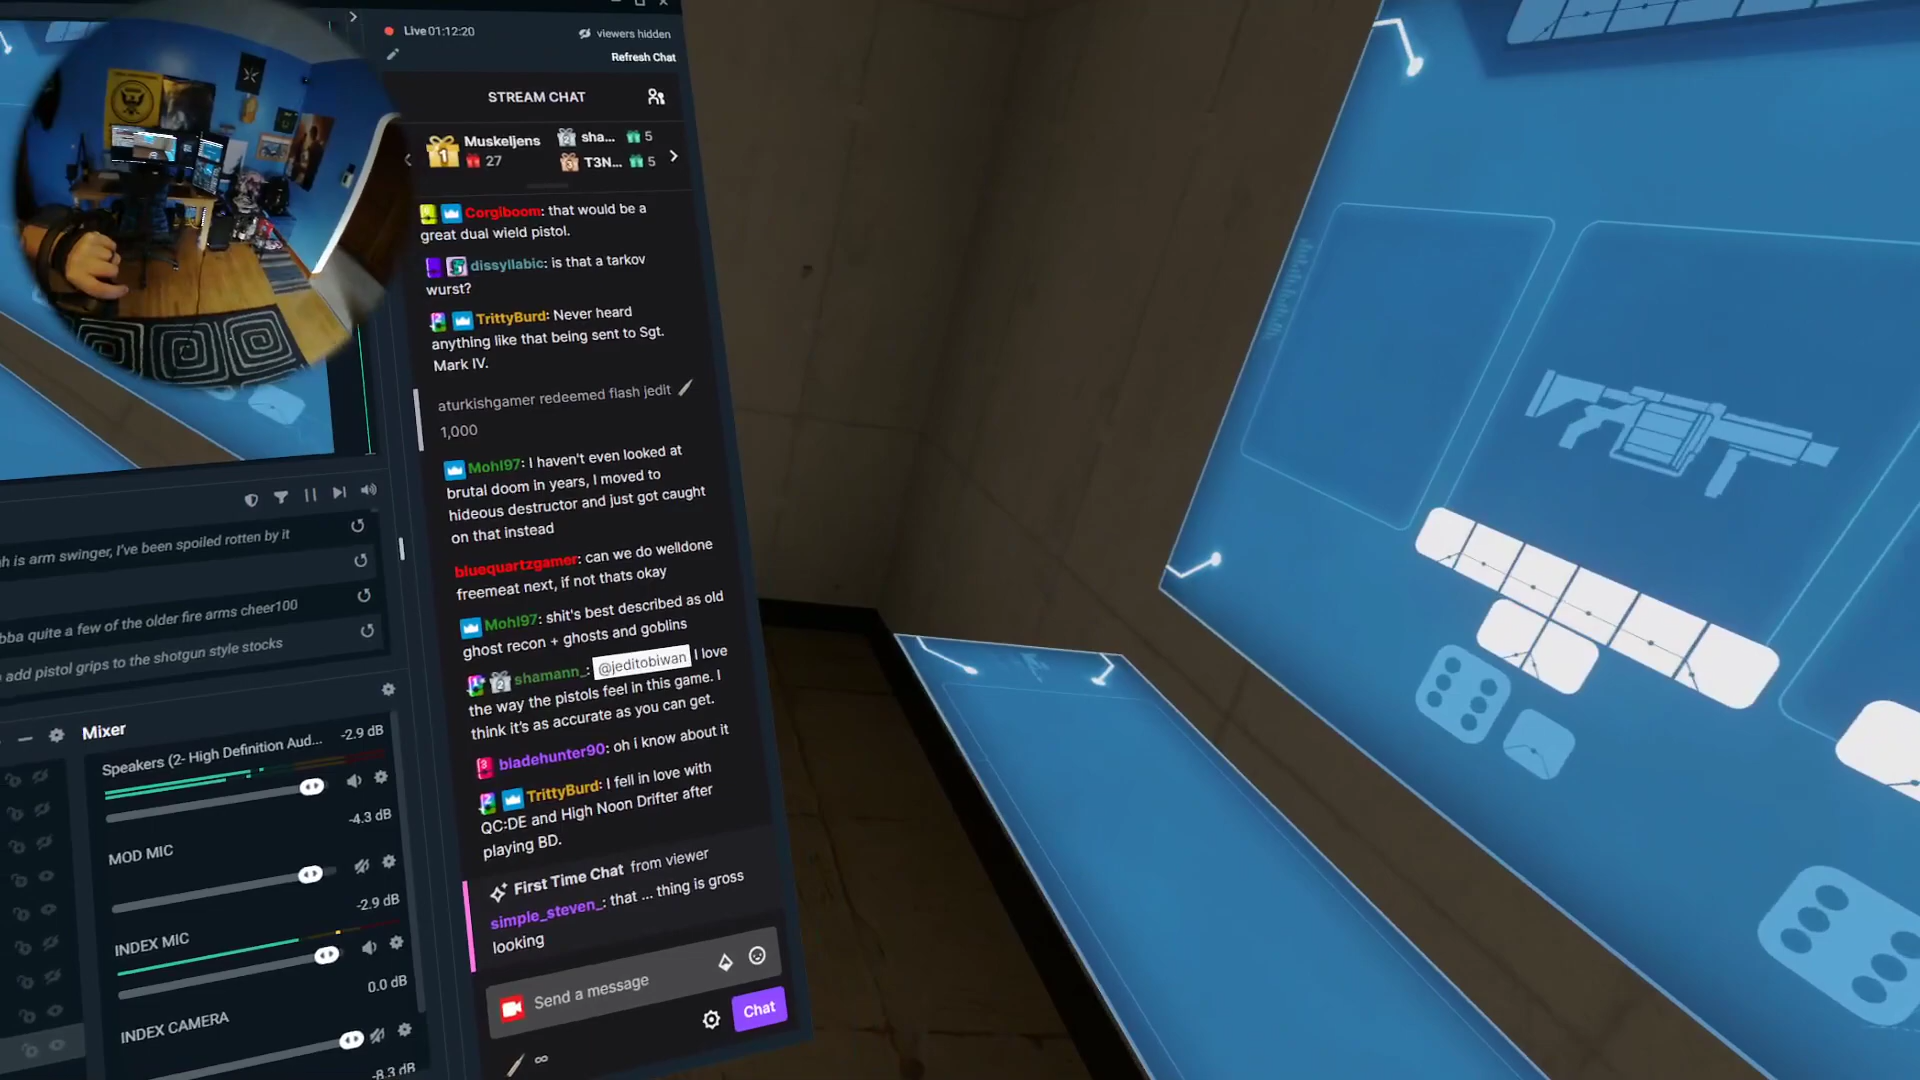 Live 01:12:20
viewers hidden
Refresh Chat
STREAM CHAT
1 Muskeljens 27
2 sha... 5
3 T3N... 5
Corgiboom: that would be a
great dual wield pistol.
dissyllabic: is that a tarkov
wurst?
TrittyBurd: Never heard
anything like that being sent to Sgt.
Mark IV.
aturkishgamer redeemed flash jedit
1,000
Mohl97: I haven't even looked at
brutal doom in years, I moved to
hideous destructor and just got caught
on that instead
bluequartzgamer: can we do welldone
freemeat next, if not thats okay
Mohl97: shit's best described as old
ghost recon + ghosts and goblins
shamann_: @jeditobiwan I love
the way the pistols feel in this game. I
think it's as accurate as you can get.
bladehunter90: oh i know about it
TrittyBurd: I fell in love with
QC:DE and High Noon Drifter after
playing BD.
First Time Chat from viewer
simple_steven_: that ... thing is gross
looking
Send a message
Chat
∞
h is arm swinger, I've been spoiled rotten by it
bba quite a few of the older fire arms cheer100
add pistol grips to the shotgun style stocks
Mixer
Speakers (2- High Definition Aud... -2.9 dB
MOD MIC -4.3 dB
INDEX MIC -2.9 dB
INDEX CAMERA 0.0 dB
-8.3 dB